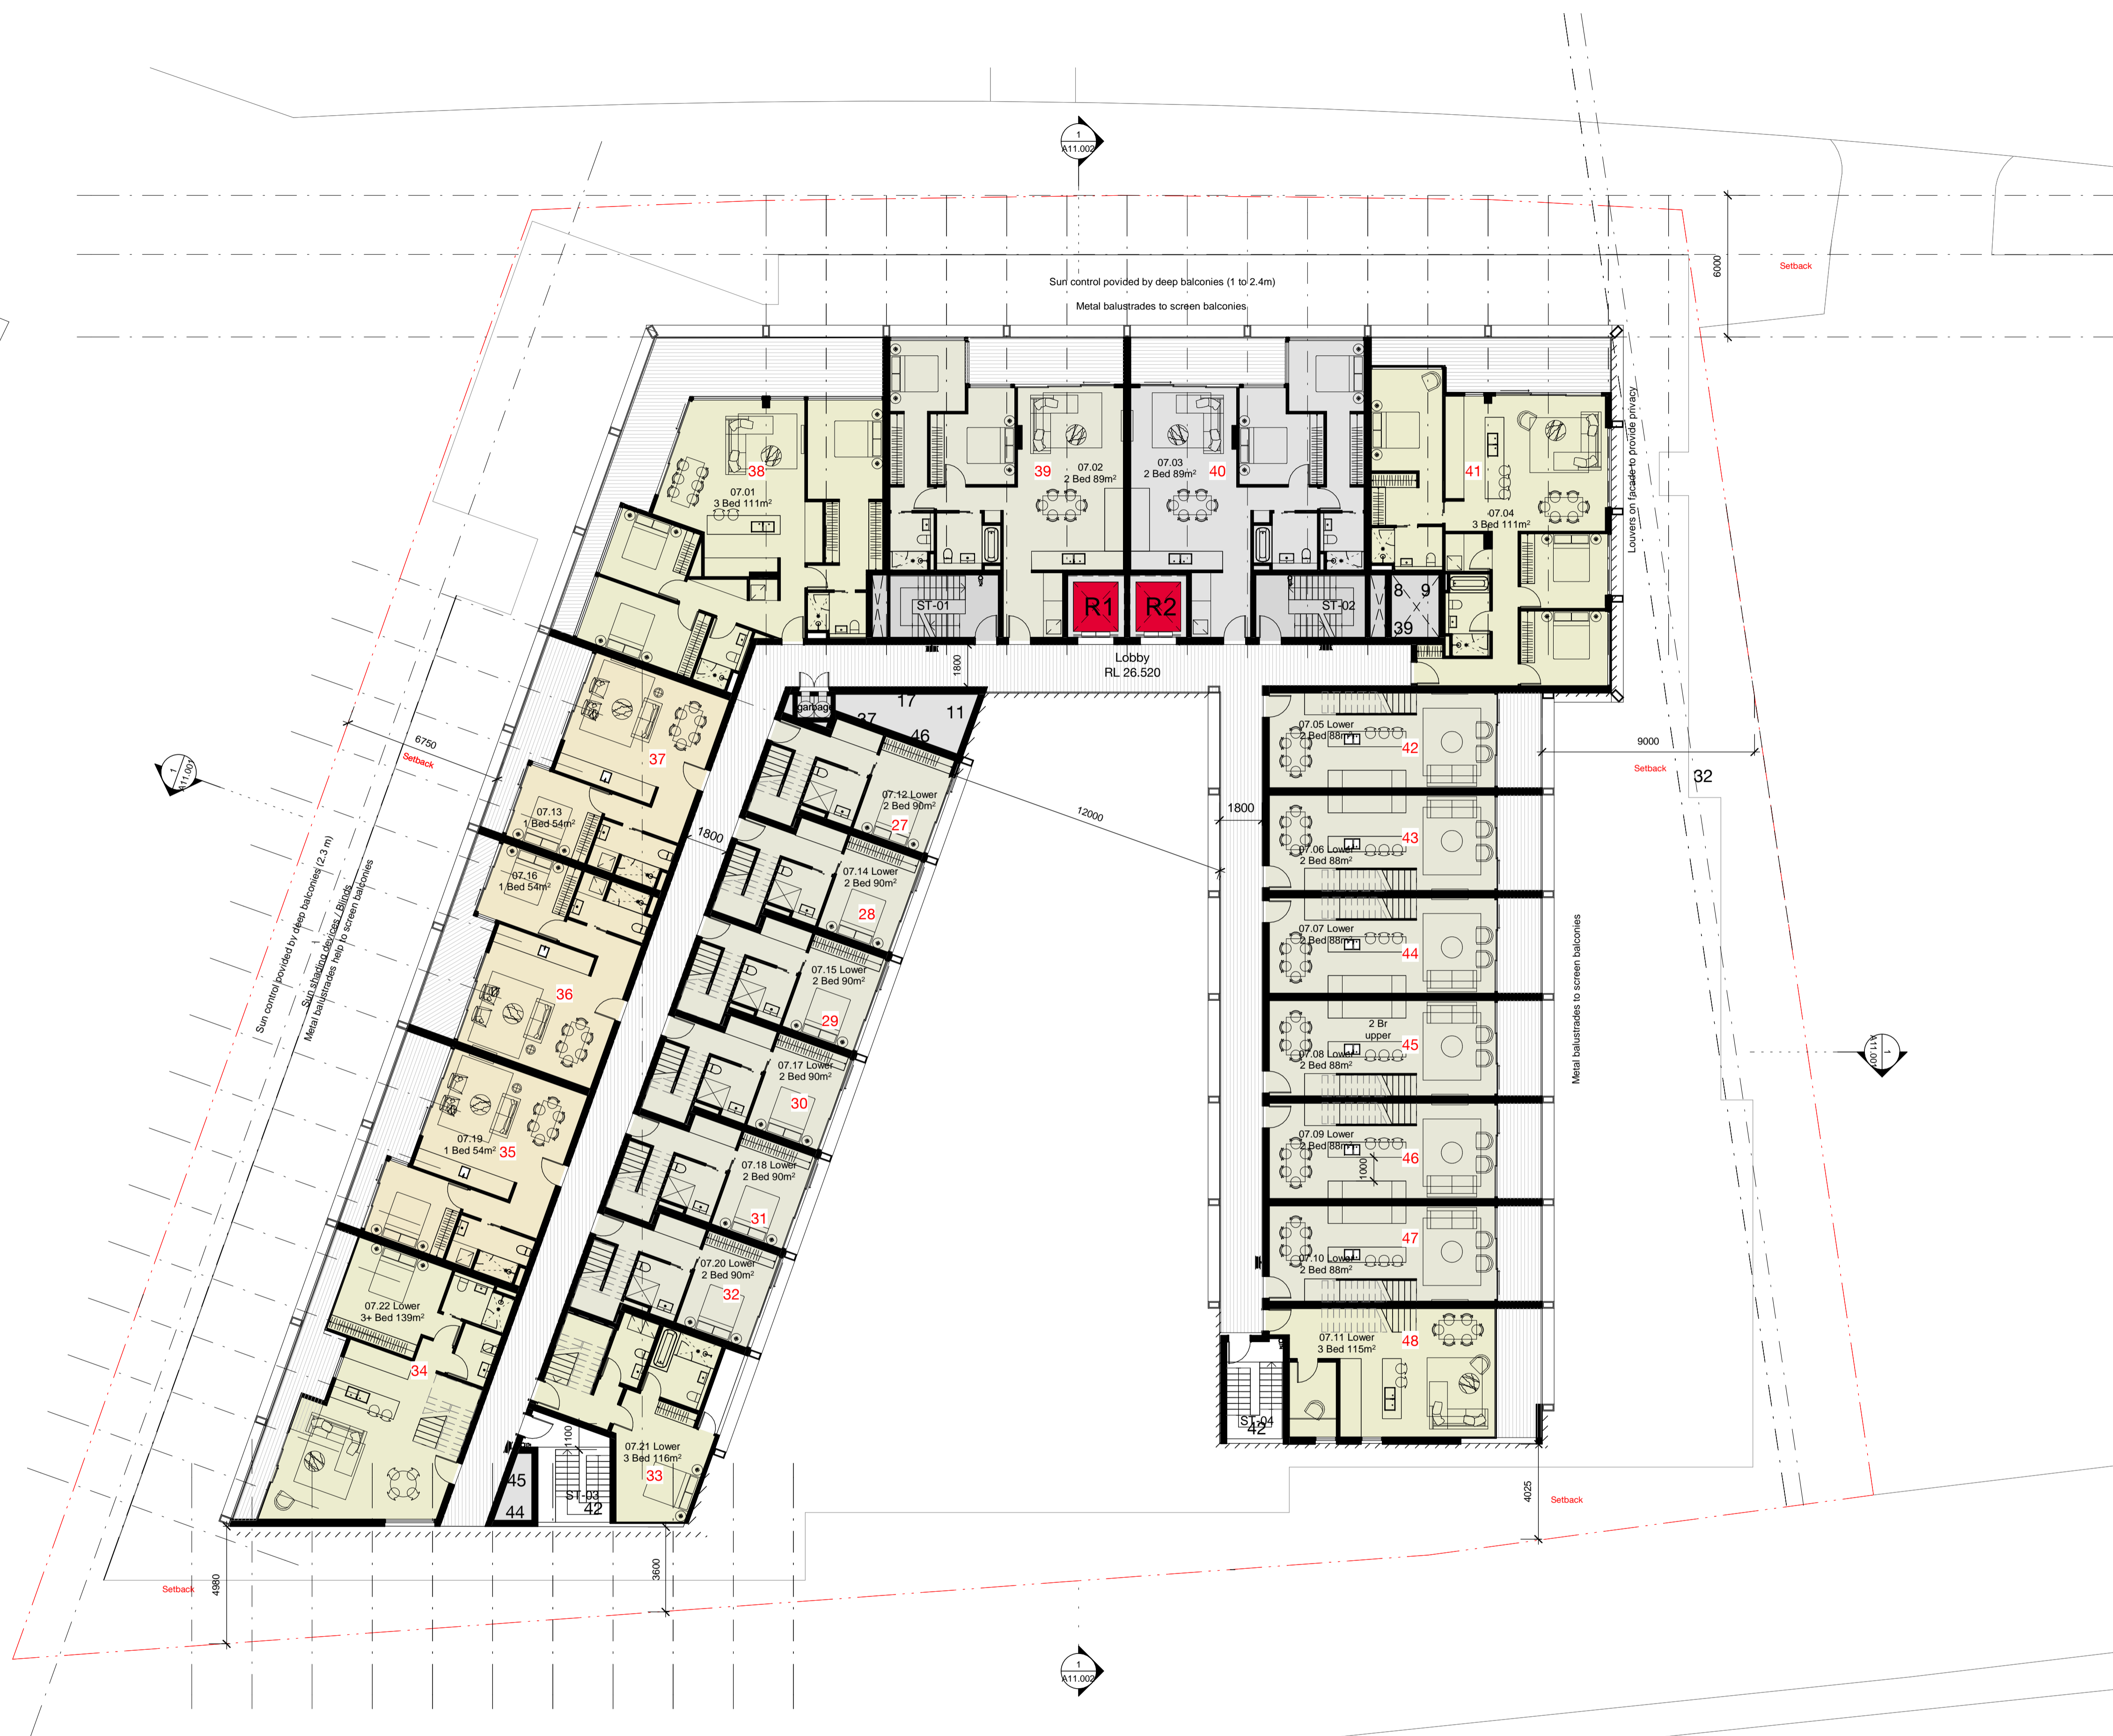 1
A11.002
Sun control povided by deep balconies (1 to 2.4m)
Metal balustrades to screen balconies
6000
Setback
Louvers on facade to provide privacy
38
07.01
3 Bed 111m²
39
07.02
2 Bed 89m²
07.03
2 Bed 89m²
40
41
07.04
3 Bed 111m²
ST-01
R1
R2
ST-02
8 9
39
Lobby
RL 26.520
1800
garbage
17
37
11
46
6750
Setback
1
A11.001
37
07.13
1 Bed 54m²
1800
07.12 Lower
2 Bed 90m²
27
12000
1800
07.05 Lower
2 Bed 88m²
42
9000
Setback
32
07.06 Lower
2 Bed 88m²
43
07.16
1 Bed 54m²
36
07.14 Lower
2 Bed 90m²
28
07.07 Lower
2 Bed 88m²
44
07.15 Lower
2 Bed 90m²
29
2 Br
upper
45
07.08 Lower
2 Bed 88m²
Sun control povided by deep balconies (2.3 m)
Sun shading devices / Blinds
Metal balustrades help to screen balconies
Metal balustrades to screen balconies
1
A11.001
07.17 Lower
2 Bed 90m²
30
07.19
1 Bed 54m²
35
07.09 Lower
2 Bed 88m²
46
1000
07.18 Lower
2 Bed 90m²
31
47
07.10 Lower
2 Bed 88m²
07.20 Lower
2 Bed 90m²
32
07.22 Lower
3+ Bed 139m²
34
07.11 Lower
3 Bed 115m²
48
ST-04
42
1100
07.21 Lower
3 Bed 116m²
33
45
44
ST-03
42
4025
Setback
Setback
4980
3600
1
A11.002